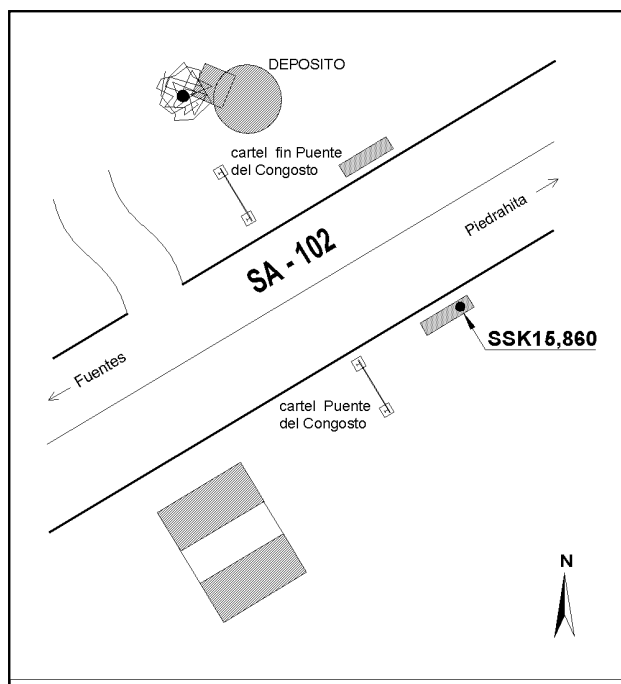 DEPOSITO
cartel fin Puente
del Congosto
SA - 102
Piedrahita
SSK15,860
Fuentes
cartel Puente
del Congosto
N